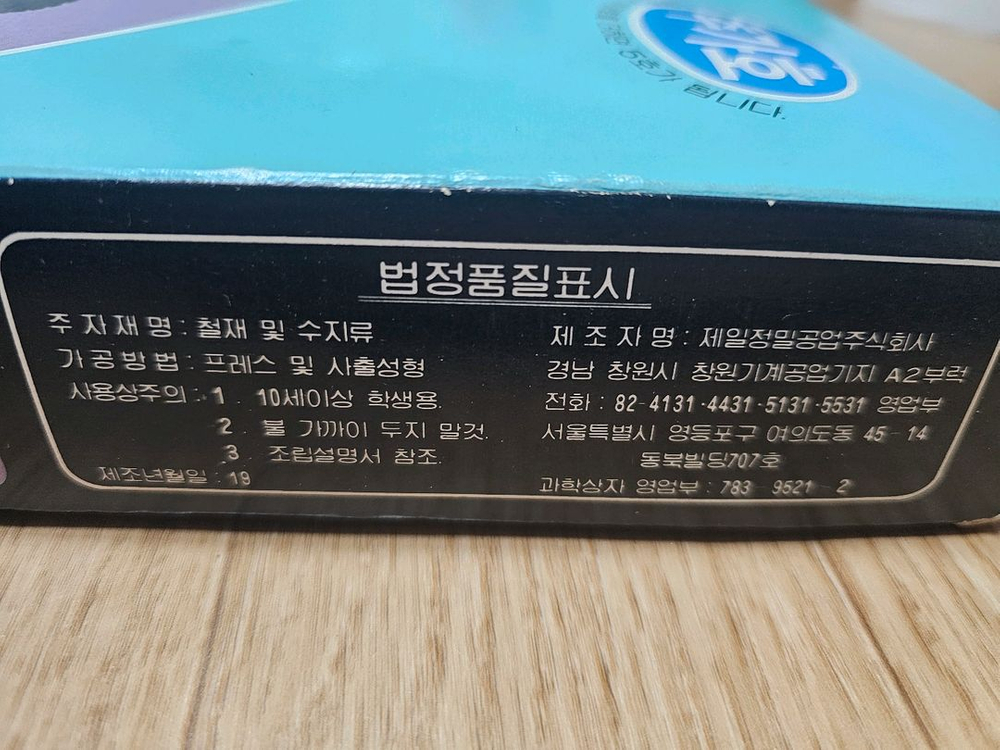 6호가 됩니다.
법정품질표시
주 자 재 명 : 철재 및 수지류
가 공 방 법 : 프레스 및 사출성형
사용상주의 : 1. 10세이상 학생용.
2. 불 가까이 두지 말것.
3. 조립설명서 참조.
제조년월일 : 19
제 조 자 명 : 제일정밀공업주식회사
경남 창원시 창원기계공업기지 A2부럭
전화 : 82-4131·4431·5131·5531 영업부
서울특별시 영등포구 여의도동 45-14
동북빌딩707호
과학상자 영업부 : 783-9521~2